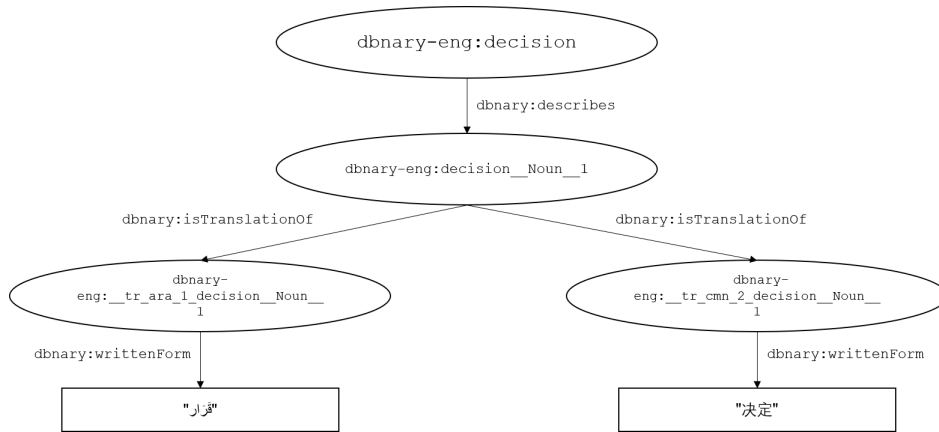 dbnary-eng:decision
dbnary:describes
dbnary-eng:decision__Noun__1
dbnary:isTranslationOf
dbnary:isTranslationOf
dbnary-
eng:__tr_ara_1_decision__Noun__
1
dbnary-
eng:__tr_cmn_2_decision__Noun__
1
dbnary:writtenForm
dbnary:writtenForm
"قَرَار"
"决定"